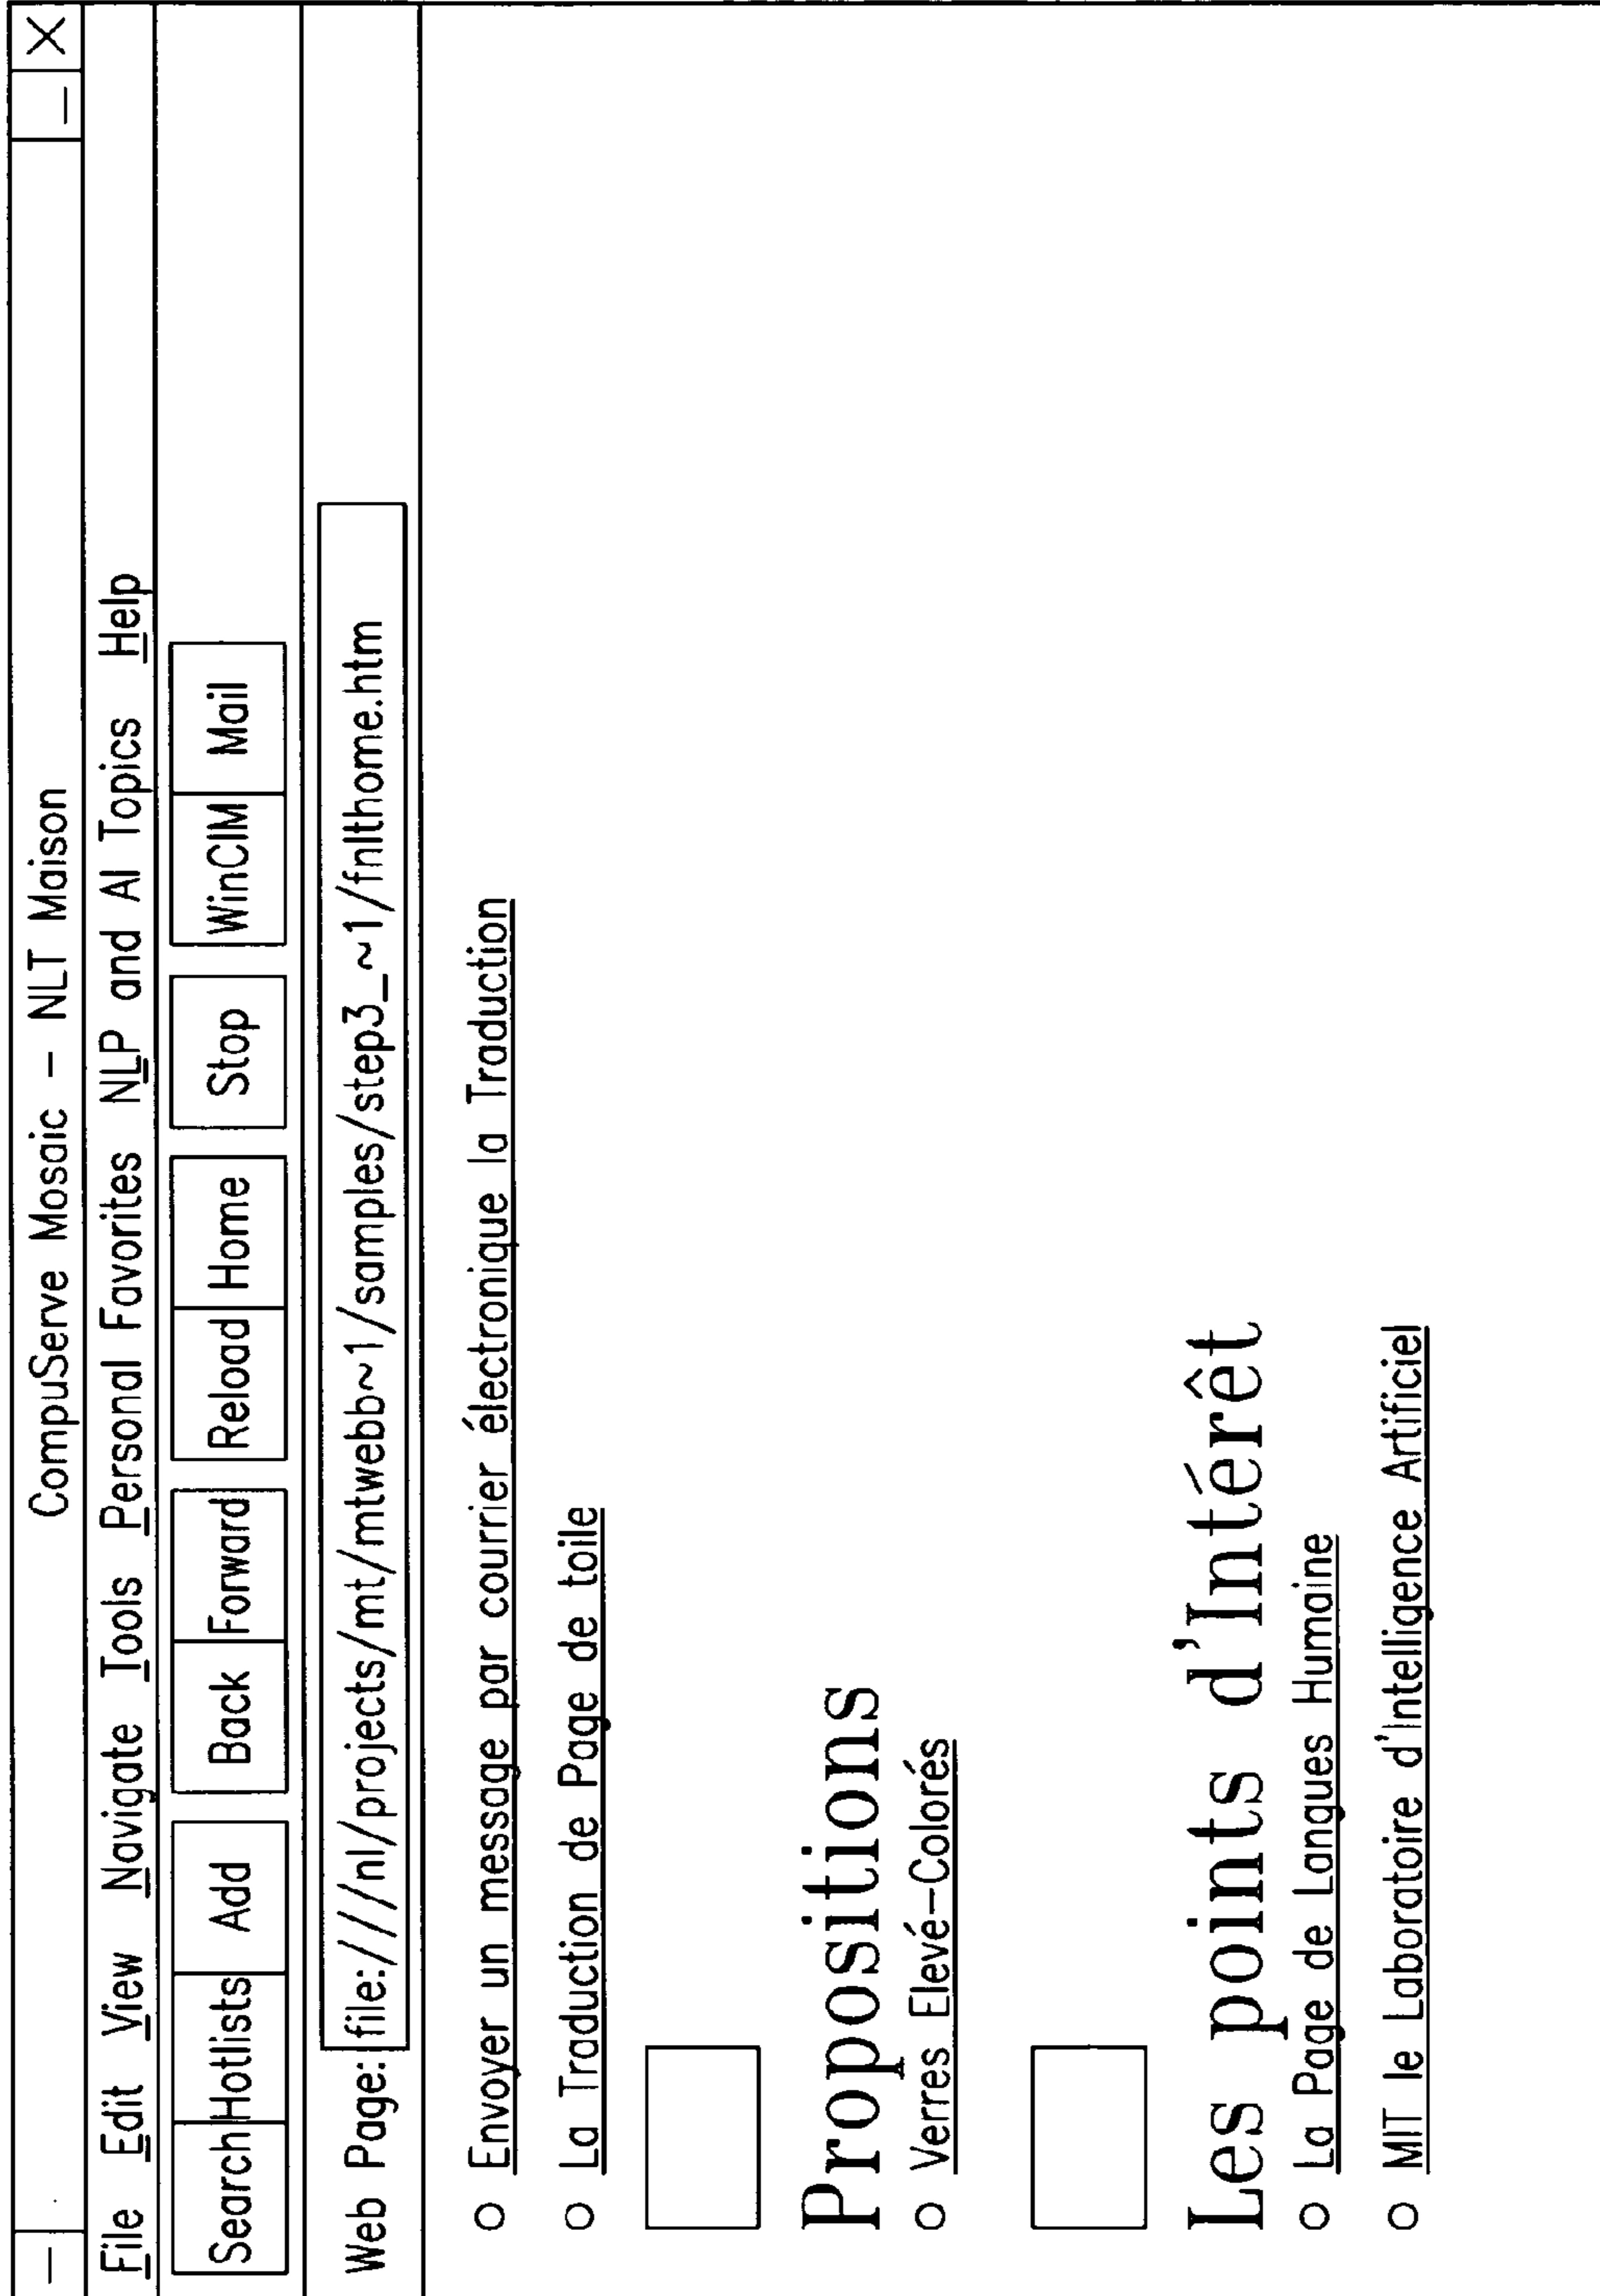 CompuServe Mosaic – NLT Maison
File Edit View Navigate Tools Personal Favorites NLP and AI Topics Help
Search Hotlists Add Back Forward Reload Home Stop WinCIM Mail
Web Page: file:////nl/projects/mt/mtwebb~1/samples/step3_~1/fnlthome.htm
Envoyer un message par courrier électronique la Traduction
La Traduction de Page de toile
Propositions
Verres Elevé-Colorés
Les points d'Intérêt
La Page de Langues Humaine
MIT le Laboratoire d'Intelligence Artificiel